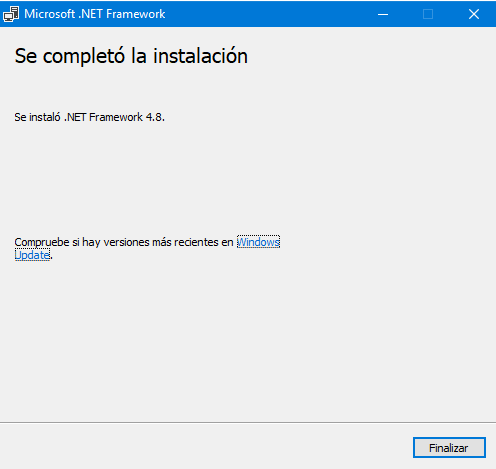 Microsoft .NET Framework
Se completó la instalación
Se instaló .NET Framework 4.8.
Compruebe si hay versiones más recientes en Windows
Update.
Finalizar